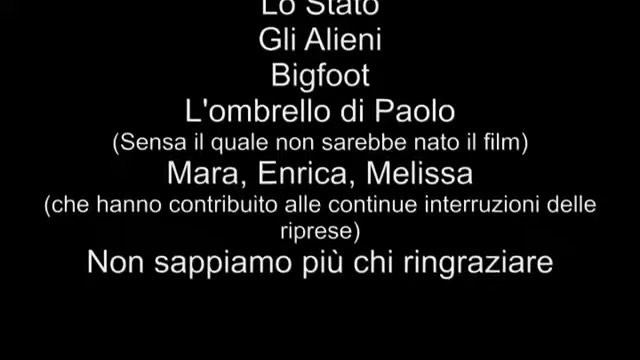 Lo Stato
Gli Alieni
Bigfoot
L'ombrello di Paolo
(Sensa il quale non sarebbe nato il film)
Mara, Enrica, Melissa
(che hanno contribuito alle continue interruzioni delle
riprese)
Non sappiamo più chi ringraziare